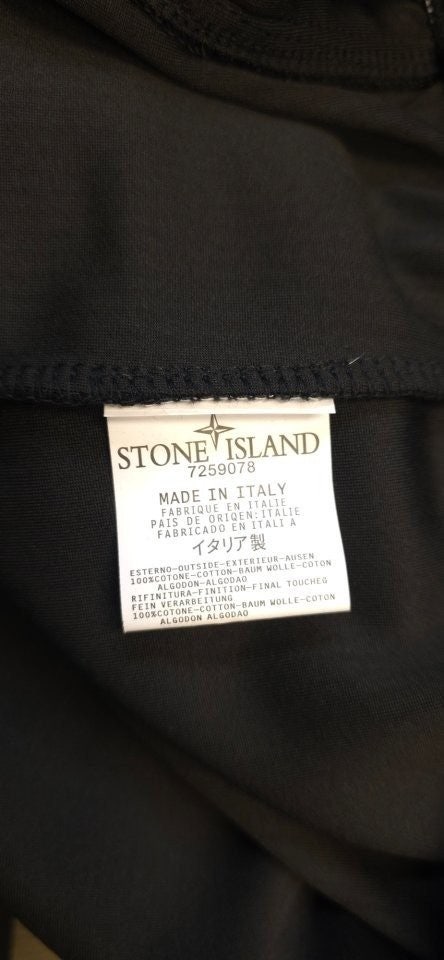 STONE ISLAND
7259078
MADE IN ITALY
FABRIQUE EN ITALIE
PAIS DE ORIQEN:ITALIE
FABRICADO EN ITALI A
イタリア製
ESTERNO-OUTSIDE-EXTERIEUR-AUSEN
100%COTONE-COTTON-BAUM WOLLE-COTON
ALGODON-ALGODAO
RIFINITURA-FINITION-FINAL TOUCHEG
FEIN VERARBEITUNG
100%COTONE-COTTON-BAUM WOLLE-COTON
ALGODON ALGODAO